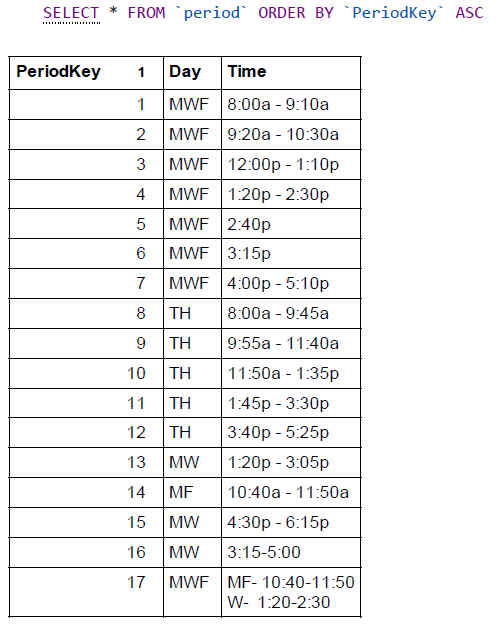 SELECT * FROM `period` ORDER BY `PeriodKey` ASC
PeriodKey 1 Day Time
1 MWF 8:00a - 9:10a
2 MWF 9:20a - 10:30a
3 MWF 12:00p - 1:10p
4 MWF 1:20p - 2:30p
5 MWF 2:40p
6 MWF 3:15p
7 MWF 4:00p - 5:10p
8 TH 8:00a - 9:45a
9 TH 9:55a - 11:40a
10 TH 11:50a - 1:35p
11 TH 1:45p - 3:30p
12 TH 3:40p - 5:25p
13 MW 1:20p - 3:05p
14 MF 10:40a - 11:50a
15 MW 4:30p - 6:15p
16 MW 3:15-5:00
17 MWF MF- 10:40-11:50
W- 1:20-2:30